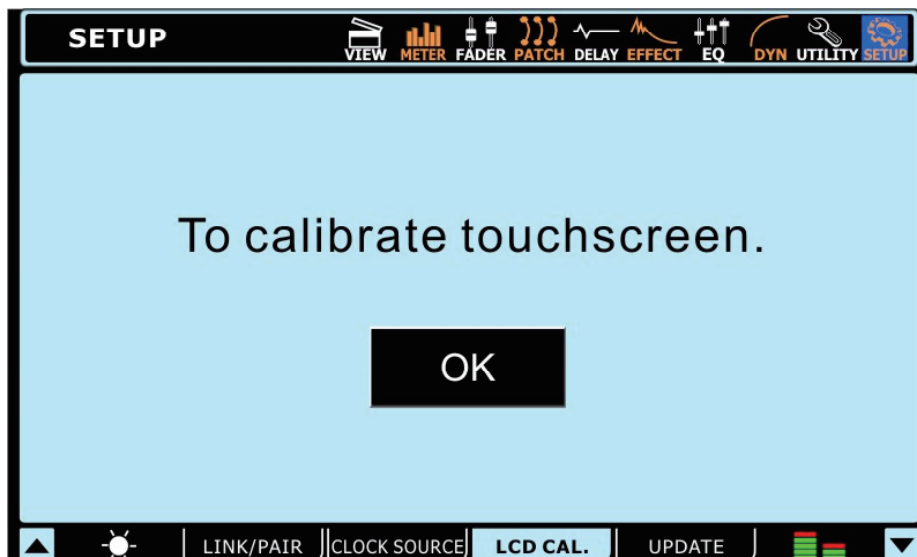 SETUP VIEW METER FADER PATCH DELAY EFFECT EQ DYN UTILITY SETUP
To calibrate touchscreen.
OK
LINK/PAIR CLOCK SOURCE LCD CAL. UPDATE